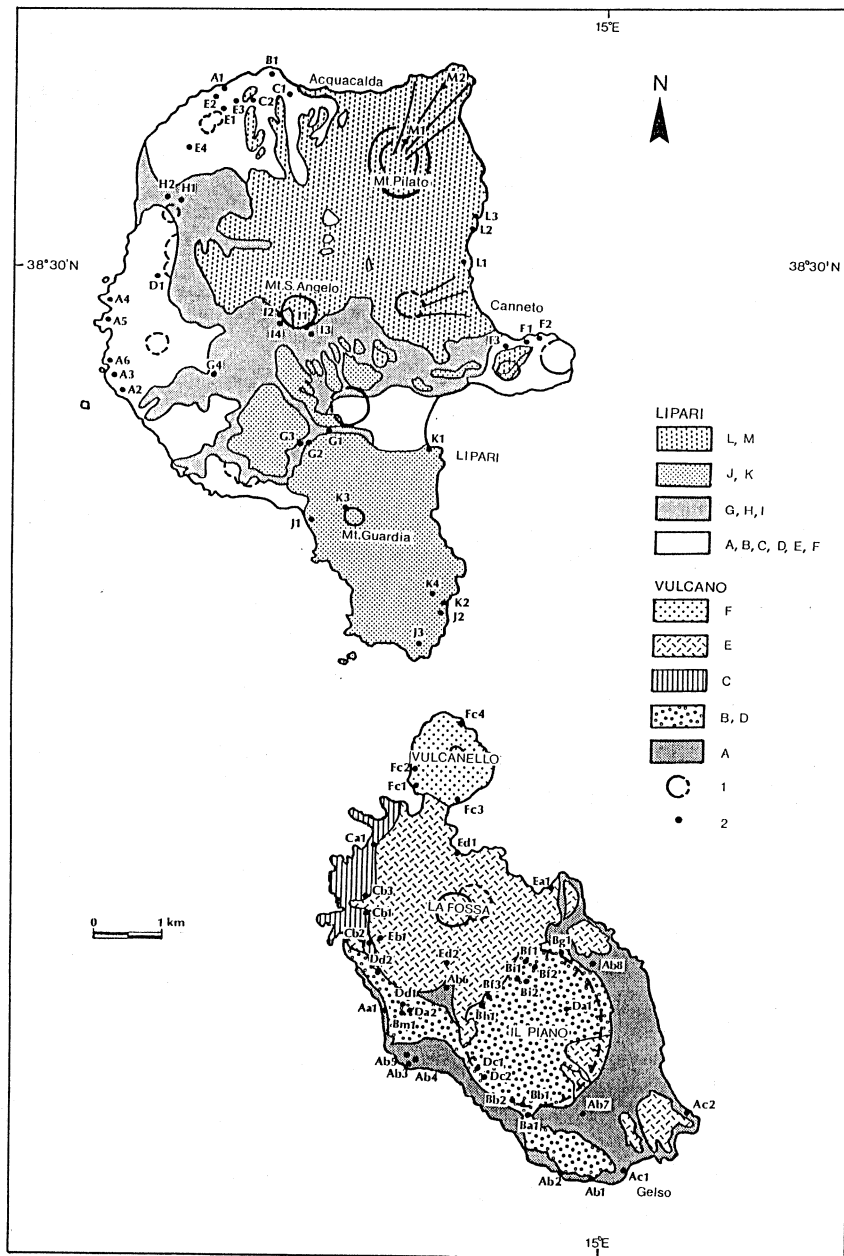 15°E
B1
A1
Acquacalda
M2
N
E2
E3
C2
C1
E1
M1
E4
Mt.Pilato
H2
H1
L3
L2
38°30'N
38°30'N
L1
D1
Mt.S.Angelo
A4
Canneto
I2
I1
A5
I4
I3
F1
F2
F3
A6
G4
A3
A2
G1
G3
G2
K1
LIPARI
K3
J1
Mt.Guardia
K4
K2
J2
J3
LIPARI
L, M
J, K
G, H, I
A, B, C, D, E, F
VULCANO
F
E
C
B, D
A
1
2
Fc4
VULCANELLO
Fc2
Fc1
Fc3
Ca1
Ed1
0 1 km
Ea1
Cb3
LA FOSSA
Cb1
Cb2
Eb1
Bg1
Dd2
Ed2
Bf1
Ab8
Ab6
Bi1
Bf2
Bf3
Bi2
Dd1
Aa1
Da2
Bh1
Da1
Bm1
IL PIANO
Ab5
Ab3
Ab4
Dc1
Dc2
Bb2
Bb1
Ab7
Ac2
Ba1
Ab2
Ab1
Ac1
Gelso
15°E